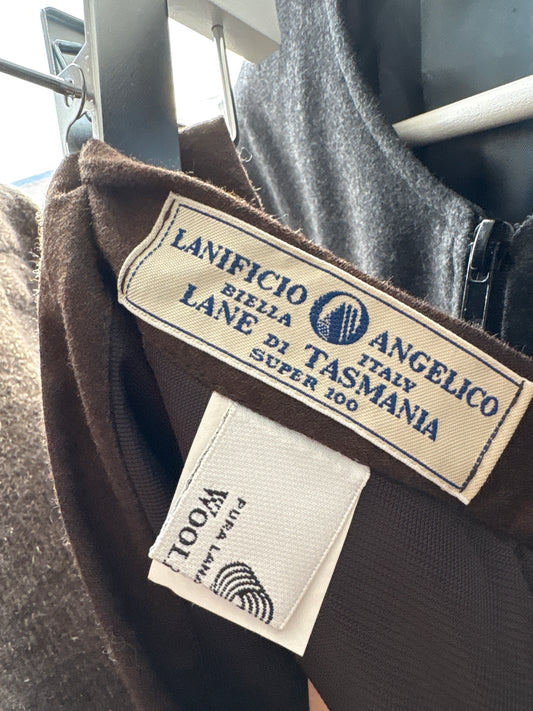 LANIFICIO ANGELICO
BIELLA ITALY
LANE DI TASMANIA
SUPER 100
PURA LANA
WOOL